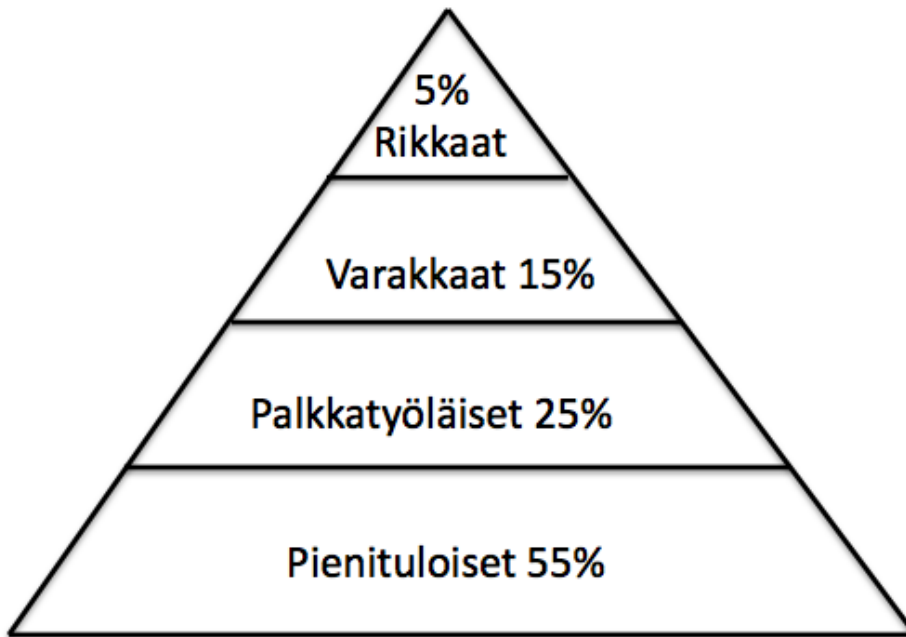 5%
Rikkaat
Varakkaat 15%
Palkkatyöläiset 25%
Pienituloiset 55%